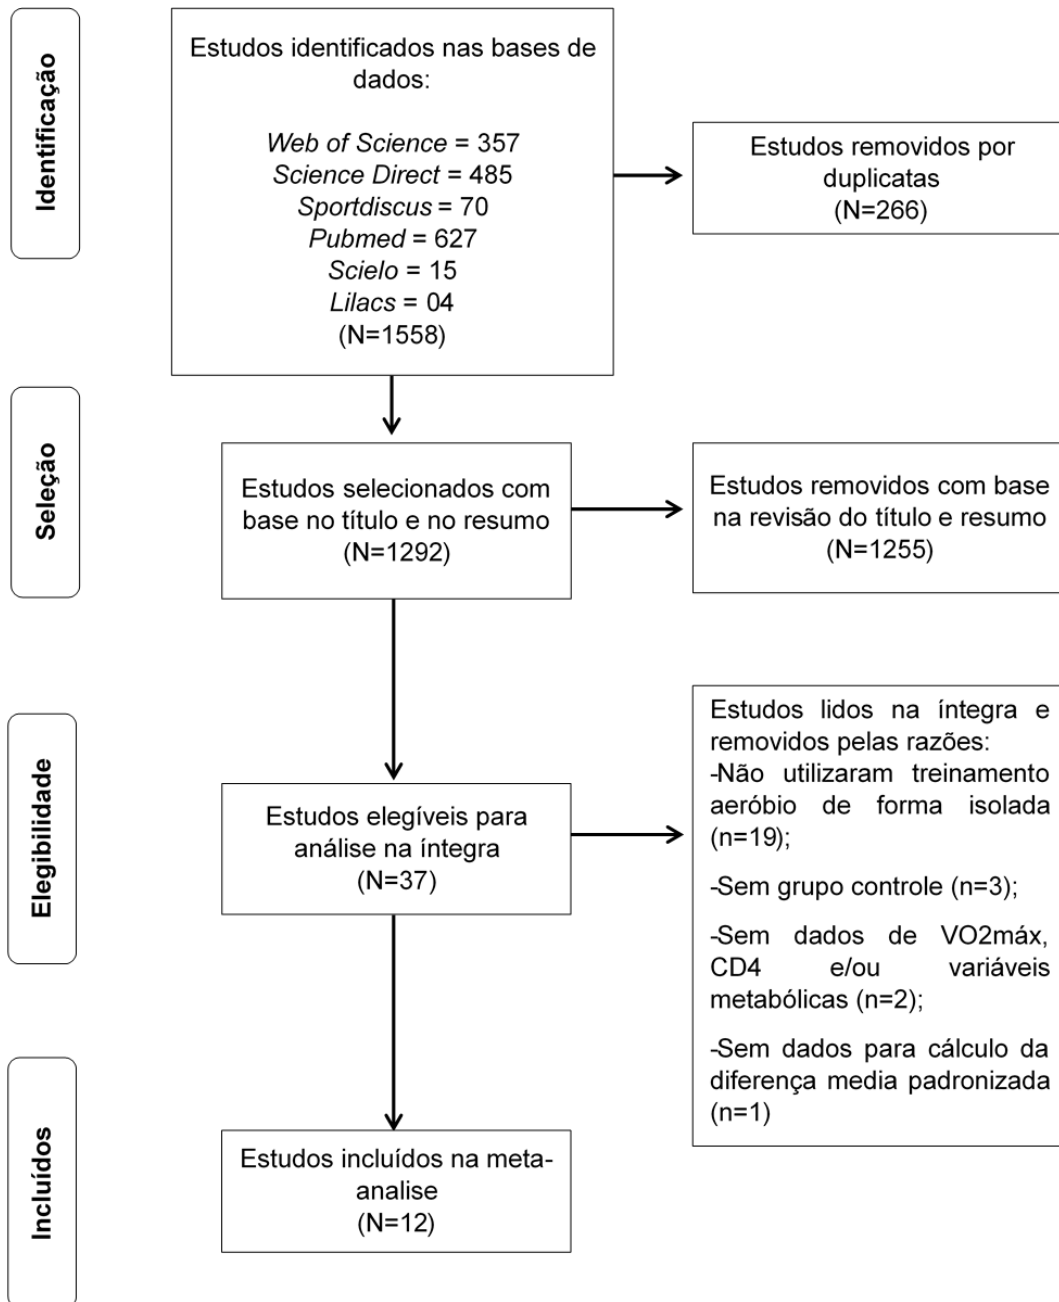 Identificação
Estudos identificados nas bases de
dados:
Web of Science = 357
Science Direct = 485
Sportdiscus = 70
Pubmed = 627
Scielo = 15
Lilacs = 04
(N=1558)
Estudos removidos por
duplicatas
(N=266)
Seleção
Estudos selecionados com
base no título e no resumo
(N=1292)
Estudos removidos com base
na revisão do título e resumo
(N=1255)
Elegibilidade
Estudos elegíveis para
análise na íntegra
(N=37)
Estudos lidos na íntegra e
removidos pelas razões:
-Não utilizaram treinamento
aeróbio de forma isolada
(n=19);
-Sem grupo controle (n=3);
-Sem dados de VO2máx,
CD4 e/ou variáveis
metabólicas (n=2);
-Sem dados para cálculo da
diferença media padronizada
(n=1)
Incluídos
Estudos incluídos na meta-
analise
(N=12)